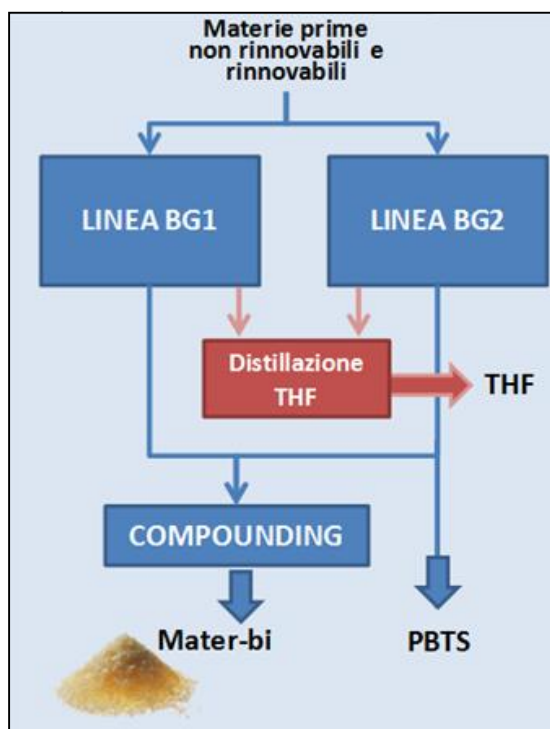 Materie prime
non rinnovabili e
rinnovabili
LINEA BG1
LINEA BG2
Distillazione
THF
THF
COMPOUNDING
Mater-bi
PBTS